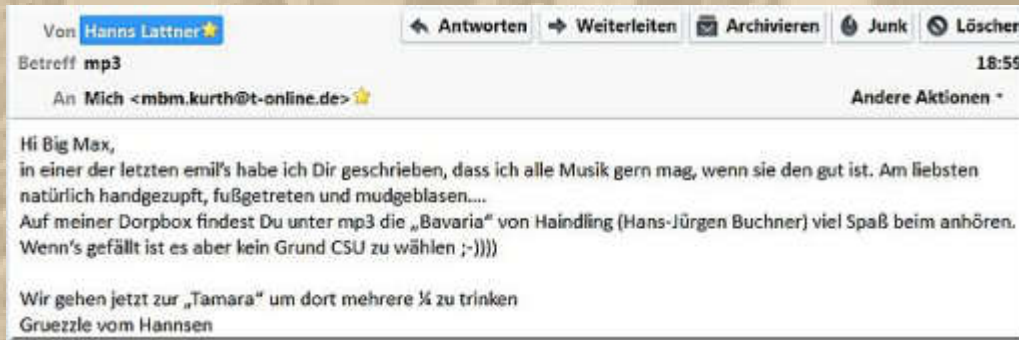 Von Hanns Lattner
Antworten Weiterleiten Archivieren Junk Löschen
Betreff mp3 18:59
An Mich <mbm.kurth@t-online.de> Andere Aktionen
Hi Big Max,
in einer der letzten emil's habe ich Dir geschrieben, dass ich alle Musik gern mag, wenn sie den gut ist. Am liebsten
natürlich handgezupft, fußgetreten und mudgeblasen....
Auf meiner Dorpbox findest Du unter mp3 die „Bavaria“ von Haindling (Hans-Jürgen Buchner) viel Spaß beim anhören.
Wenn's gefällt ist es aber kein Grund CSU zu wählen ;-))))
Wir gehen jetzt zur „Tamara“ um dort mehrere ¼ zu trinken
Gruezzle vom Hannsen